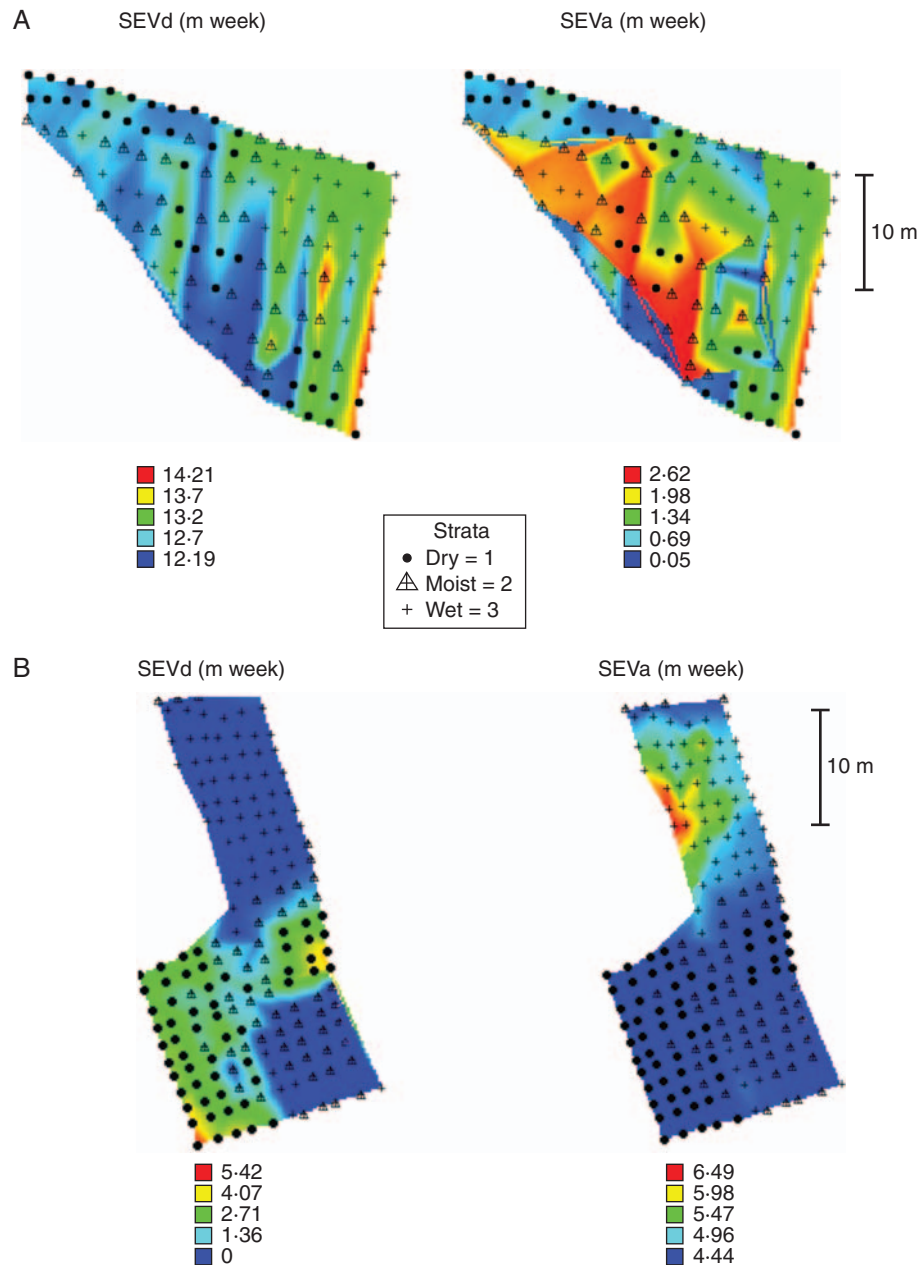 A
SEVd (m week)
SEVa (m week)
10 m
14·21
13·7
13·2
12·7
12·19
2·62
1·98
1·34
0·69
0·05
Strata
Dry = 1
Moist = 2
Wet = 3
B
SEVd (m week)
SEVa (m week)
10 m
5·42
4·07
2·71
1·36
0
6·49
5·98
5·47
4·96
4·44